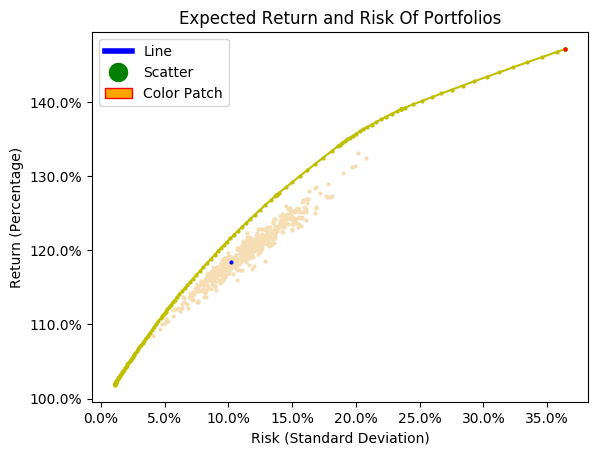 Expected Return and Risk Of Portfolios
Line
Scatter
Color Patch
140.0%
130.0%
120.0%
110.0%
100.0%
Return (Percentage)
0.0% 5.0% 10.0% 15.0% 20.0% 25.0% 30.0% 35.0%
Risk (Standard Deviation)